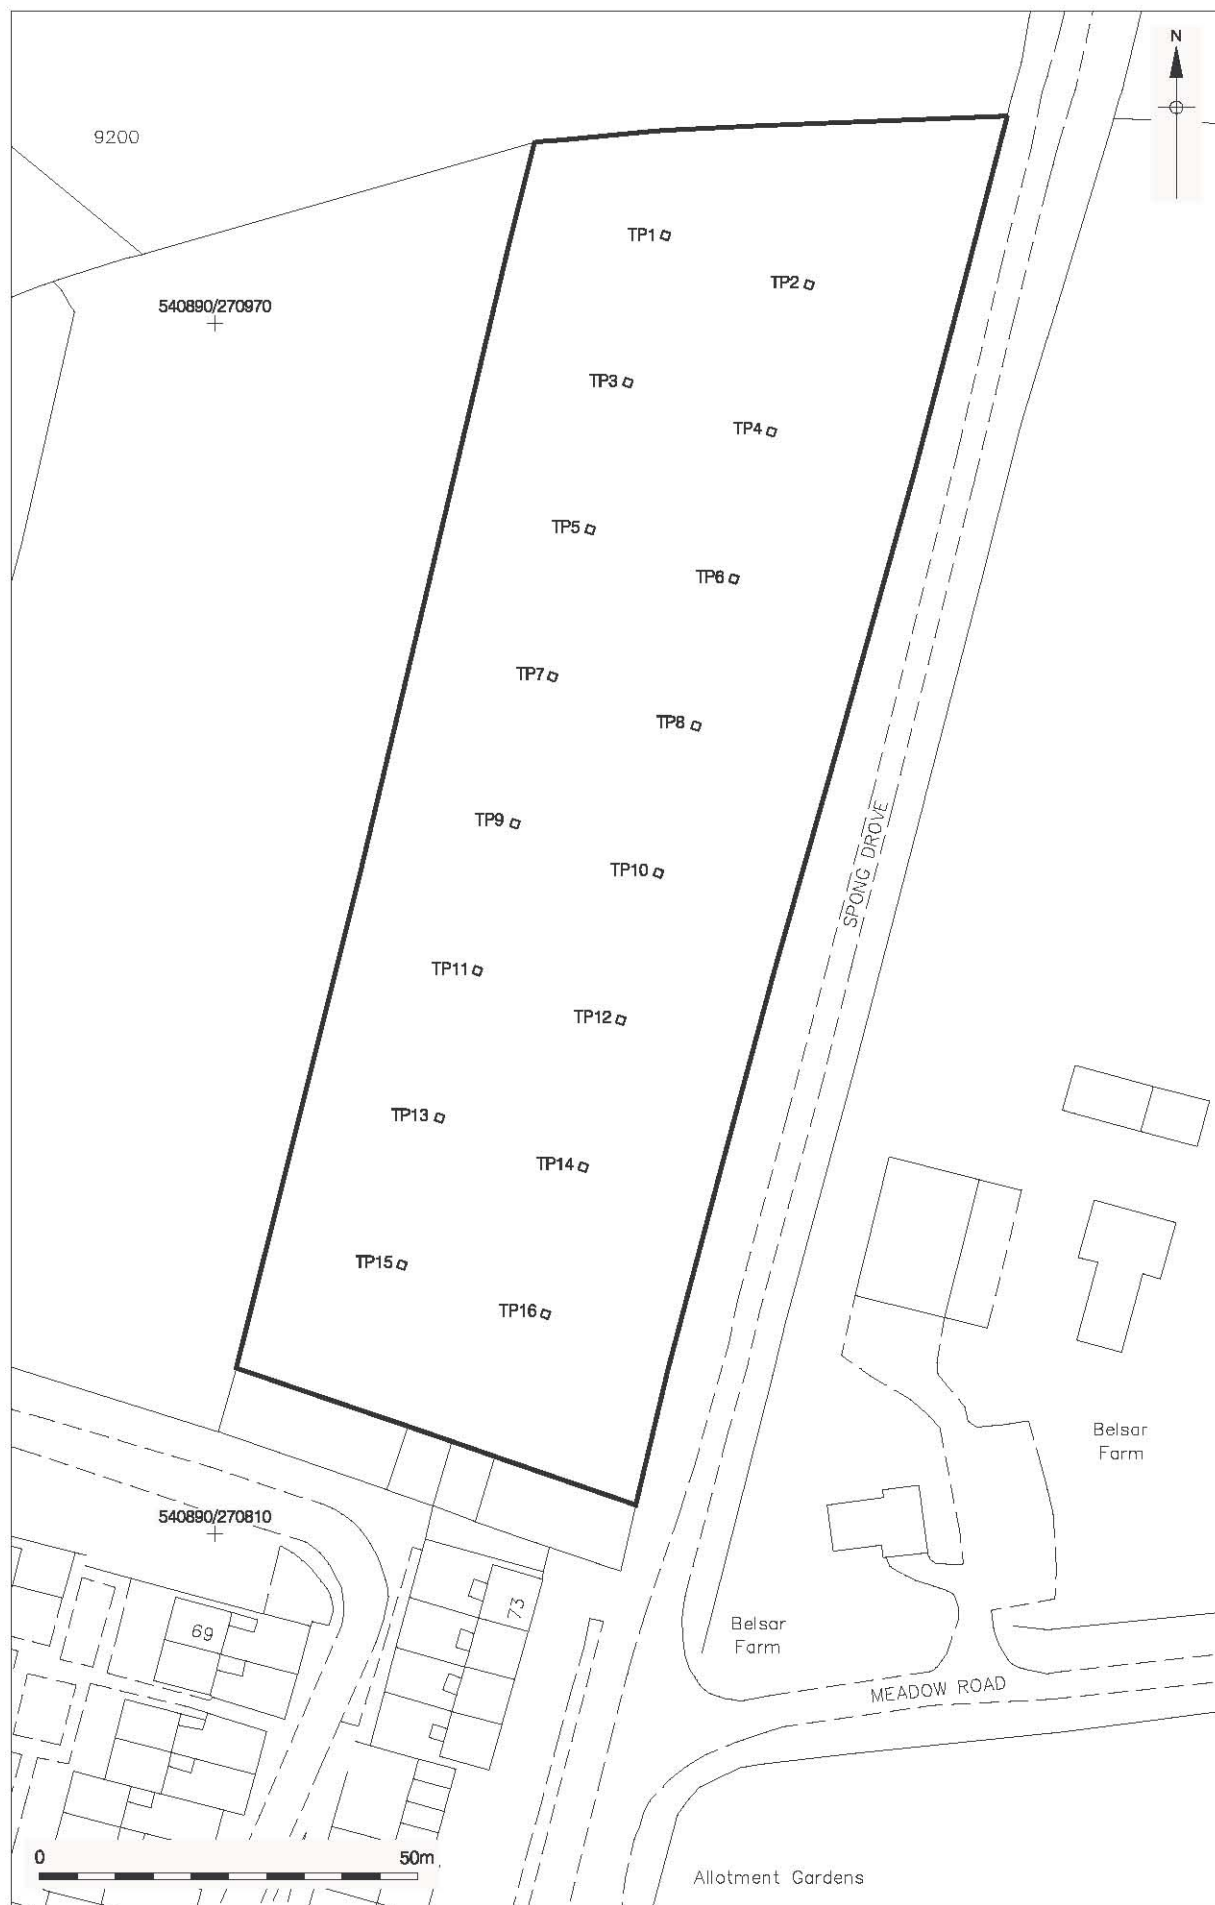 N
9200
TP1
TP2
540890/270970
TP3
TP4
TP5
TP6
TP7
TP8
SPONG DROVE
TP9
TP10
TP11
TP12
TP13
TP14
TP15
TP16
Belsar
Farm
540890/270810
73
69
Belsar
Farm
MEADOW ROAD
0 50m
Allotment Gardens